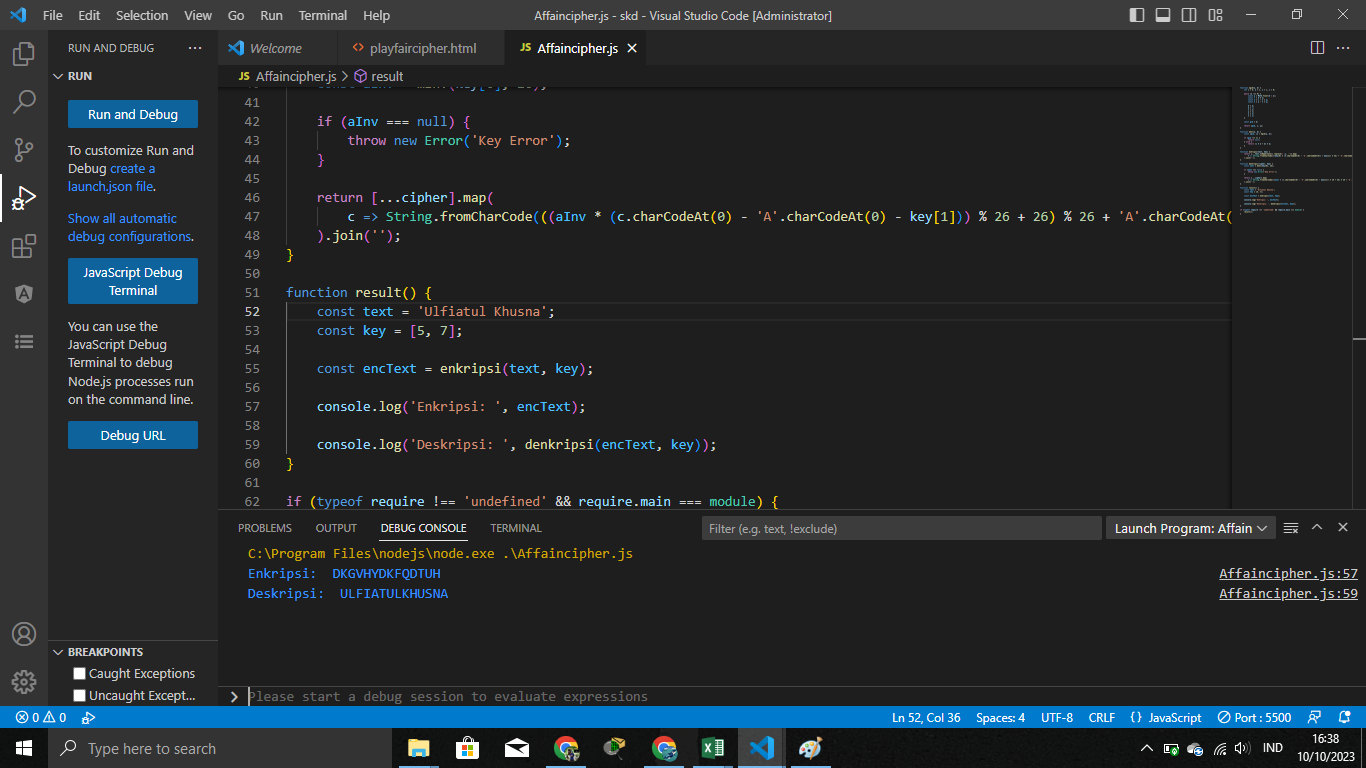 File Edit Selection View Go Run Terminal Help Affaincipher.js - skd - Visual Studio Code [Administrator]
RUN AND DEBUG ···
RUN
Run and Debug
To customize Run and
Debug create a
launch.json file.
Show all automatic
debug configurations.
JavaScript Debug
Terminal
You can use the
JavaScript Debug
Terminal to debug
Node.js processes run
on the command line.
Debug URL
BREAKPOINTS
Caught Exceptions
Uncaught Except...
Welcome playfaircipher.html JS Affaincipher.js
JS Affaincipher.js > result
41
42 if (aInv === null) {
43 throw new Error('Key Error');
44 }
45
46 return [...cipher].map(
47 c => String.fromCharCode(((aInv * (c.charCodeAt(0) - 'A'.charCodeAt(0) - key[1])) % 26 + 26) % 26 + 'A'.charCodeAt(
48 ).join('');
49 }
50
51 function result() {
52 const text = 'Ulfiatul Khusna';
53 const key = [5, 7];
54
55 const encText = enkripsi(text, key);
56
57 console.log('Enkripsi: ', encText);
58
59 console.log('Deskripsi: ', denkripsi(encText, key));
60 }
61
62 if (typeof require !== 'undefined' && require.main === module) {
PROBLEMS OUTPUT DEBUG CONSOLE TERMINAL Filter (e.g. text, !exclude) Launch Program: Affain
C:\Program Files\nodejs\node.exe .\Affaincipher.js
Enkripsi: DKGVHYDKFQDTUH Affaincipher.js:57
Deskripsi: ULFIATULKHUSNA Affaincipher.js:59
Please start a debug session to evaluate expressions
0 0 Ln 52, Col 36 Spaces: 4 UTF-8 CRLF {} JavaScript Port : 5500
Type here to search IND 16:38
10/10/2023